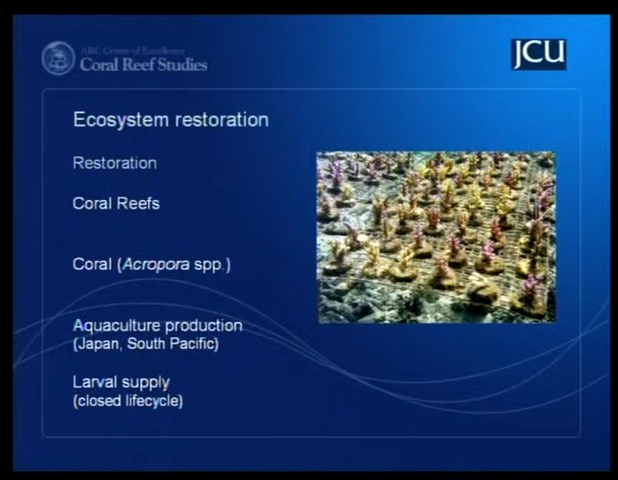 ARC Centre of Excellence
Coral Reef Studies
JCU
Ecosystem restoration
Restoration
Coral Reefs
Coral (Acropora spp.)
Aquaculture production
(Japan, South Pacific)
Larval supply
(closed lifecycle)